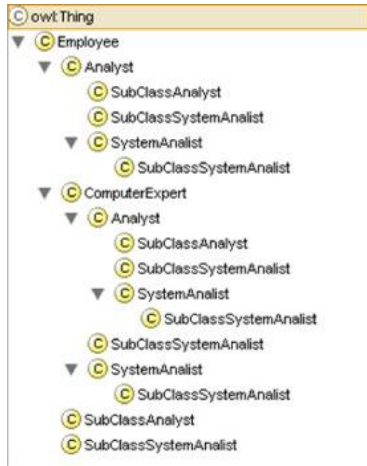 C owl:Thing
C Employee
C Analyst
C SubClassAnalyst
C SubClassSystemAnalist
C SystemAnalist
C SubClassSystemAnalist
C ComputerExpert
C Analyst
C SubClassAnalyst
C SubClassSystemAnalist
C SystemAnalist
C SubClassSystemAnalist
C SubClassSystemAnalist
C SystemAnalist
C SubClassSystemAnalist
C SubClassAnalyst
C SubClassSystemAnalist